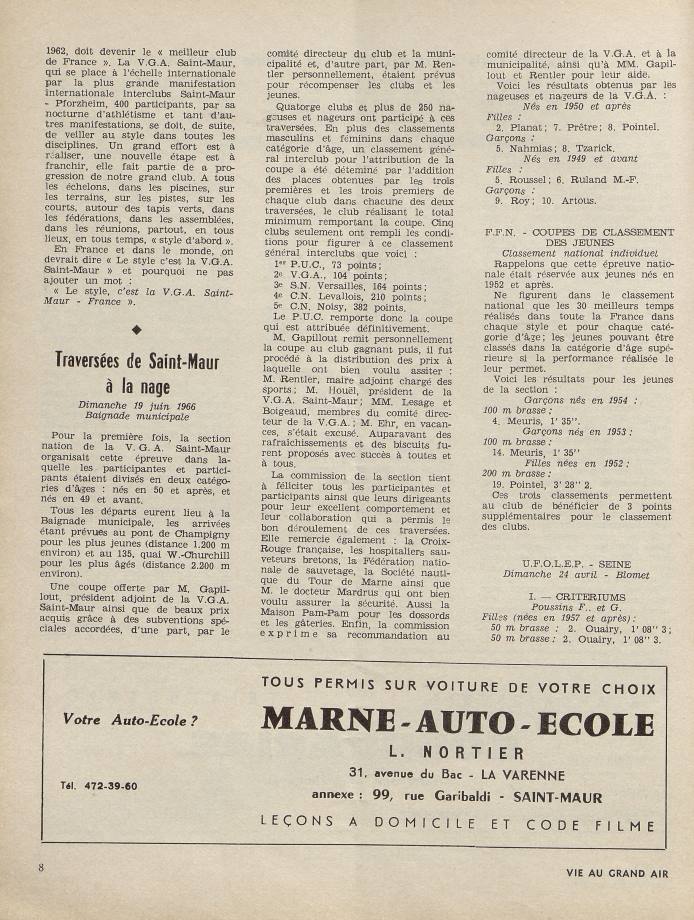 1962, doit devenir le « meilleur club
de France ». La V.G.A. Saint-Maur,
qui se place à l'échelle internationale
par la plus grande manifestation
internationale interclubs Saint-Maur
- Pforzheim, 400 participants, par sa
nocturne d'athlétisme et tant d'au-
tres manifestations, se doit, de suite,
de veiller au style dans toutes les
disciplines. Un grand effort est à
réaliser, une nouvelle étape est à
franchir, elle fait partie de a pro-
gression de notre grand club. A tous
les échelons, dans les piscines, sur
les terrains, sur les pistes, sur les
courts, autour des tapis verts, dans
les fédérations, dans les assemblées,
dans les réunions, partout, en tous
lieux, en tous temps, « style d'abord ».
En France et dans le monde, on
devrait dire « Le style c'est la V.G.A.
Saint-Maur » et pourquoi ne pas
ajouter un mot :
« Le style, c'est la V.G.A. Saint-
Maur - France ».
Traversées de Saint-Maur
à la nage
Dimanche 19 juin 1966
Baignade municipale
Pour la première fois, la section
nation de la V.G.A. Saint-Maur
organisait cette épreuve dans la-
quelle les participantes et partici-
pants étaient divisés en deux catégo-
ries d'âges : nés en 50 et après, et
nés en 49 et avant.
Tous les départs eurent lieu à la
Baignade municipale, les arrivées
étant prévues au pont de Champigny
pour les plus jeunes (distance 1.200 m
environ) et au 135, quai W.-Churchill
pour les plus âgés (distance 2.200 m
environ).
Une coupe offerte par M. Gapil-
lout, président adjoint de la V.G.A.
Saint-Maur ainsi que de beaux prix
acquis grâce à des subventions spé-
ciales accordées, d'une part, par le
comité directeur du club et la muni-
cipalité et, d'autre part, par M. Ren-
tler personnellement, étaient prévus
pour récompenser les clubs et les
jeunes.
Quatorge clubs et plus de 250 na-
geuses et nageurs ont participé à ces
traversées. En plus des classements
masculins et féminins dans chaque
catégorie d'âge, un classement géné-
ral interclub pour l'attribution de la
coupe a été déteminé par l'addition
des places obtenues par les trois
premières et les trois premiers de
chaque club dans chacune des deux
traversées, le club réalisant le total
minimum remportant la coupe. Cinq
clubs seulement ont rempli les condi-
tions pour figurer à ce classement
général interclubs que voici :
1er P.U.C., 73 points ;
2e V.G.A., 104 points ;
3e S.N. Versailles, 164 points ;
4e C.N. Levallois, 210 points ;
5e C.N. Noisy, 382 points.
Le P.U.C. remporte donc la coupe
qui est attribuée définitivement.
M. Gapillout remit personnellement
la coupe au club gagnant puis, il fut
procédé à la distribution des prix à
laquelle ont bien voulu assiter :
M. Rentler, maire adjoint chargé des
sports ; M. Houël, président de la
V.G.A. Saint-Maur ; MM. Lesage et
Boigeaud, membres du comité direc-
teur de la V.G.A ; M. Ehr, en vacan-
ces, s'était excusé. Auparavant des
rafraichissements et des biscuits fu-
rent proposés avec succès à toutes et
à tous.
La commission de la section tient
à féliciter tous les participantes et
participants ainsi que leurs dirigeants
pour leur excellent comportement et
leur collaboration qui a permis le
bon déroulement de ces traversées.
Elle remercie également : la Croix-
Rouge française, les hospitaliers sau-
veteurs bretons, la Fédération natio-
nale de sauvetage, la Société nauti-
que du Tour de Marne ainsi que
M. le docteur Mardrus qui ont bien
voulu assurer la sécurité. Aussi la
Maison Pam-Pam pour les dossords
et les gâteries. Enfin, la commission
exprime sa recommandation au
comité directeur de la V.G.A. et à la
municipalité, ainsi qu'à MM. Gapil-
lout et Rentler pour leur aide.
Voici les résultats obtenus par les
nageuses et nageurs de la V.G.A. :
Nés en 1950 et après
Filles :
2. Planat ; 7. Prêtre ; 8. Pointel.
Garçons :
5. Nahmias ; 8. Tzarick.
Nés en 1949 et avant
Filles :
5. Roussel ; 6. Ruland M.-F.
Garçons :
9. Roy ; 10. Artous.
F.F.N. - COUPES DE CLASSEMENT
DES JEUNES
Classement national individuel
Rappelons que cette épreuve natio-
nale était réservée aux jeunes nés en
1952 et après.
Ne figurent dans le classement
national que les 30 meilleurs temps
réalisés dans toute la France dans
chaque style et pour chaque caté-
gorie d'âge ; les jeunes pouvant être
classés dans la catégorie d'âge supé-
rieure si la performance réalisée le
leur permet.
Voici les résultats pour les jeunes
de la section :
Garçons nés en 1954 :
100 m brasse :
4. Meuris, 1' 35".
Garçons nés en 1953 :
100 m brasse :
14. Meuris, 1' 35"
Filles nées en 1952 :
200 m brasse :
19. Pointel, 3' 28" 2.
Ces trois classements permettent
au club de bénéficier de 3 points
supplémentaires pour le classement
des clubs.
U.F.O.L.E.P. - SEINE
Dimanche 24 avril - Blomet
I. — CRITERIUMS
Poussins F.. et G.
Filles (nées en 1957 et après) :
50 m brasse : 2. Ouairy, 1' 08" 3 ;
50 m brasse : 2. Ouairy, 1' 08" 3.
Votre Auto-Ecole ?
Tél. 472-39-60
TOUS PERMIS SUR VOITURE DE VOTRE CHOIX
MARNE-AUTO-ECOLE
L. NORTIER
31, avenue du Bac - LA VARENNE
annexe : 99, rue Garibaldi - SAINT-MAUR
LEÇONS A DOMICILE ET CODE FILME
8
VIE AU GRAND AIR